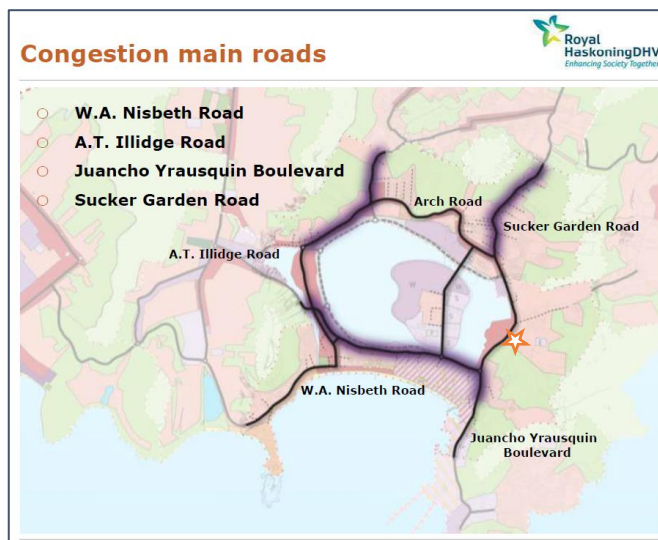 Congestion main roads
Royal
HaskoningDHV
Enhancing Society Together
W.A. Nisbeth Road
A.T. Illidge Road
Juancho Yrausquin Boulevard
Sucker Garden Road
Arch Road
Sucker Garden Road
A.T. Illidge Road
W.A. Nisbeth Road
Juancho Yrausquin
Boulevard